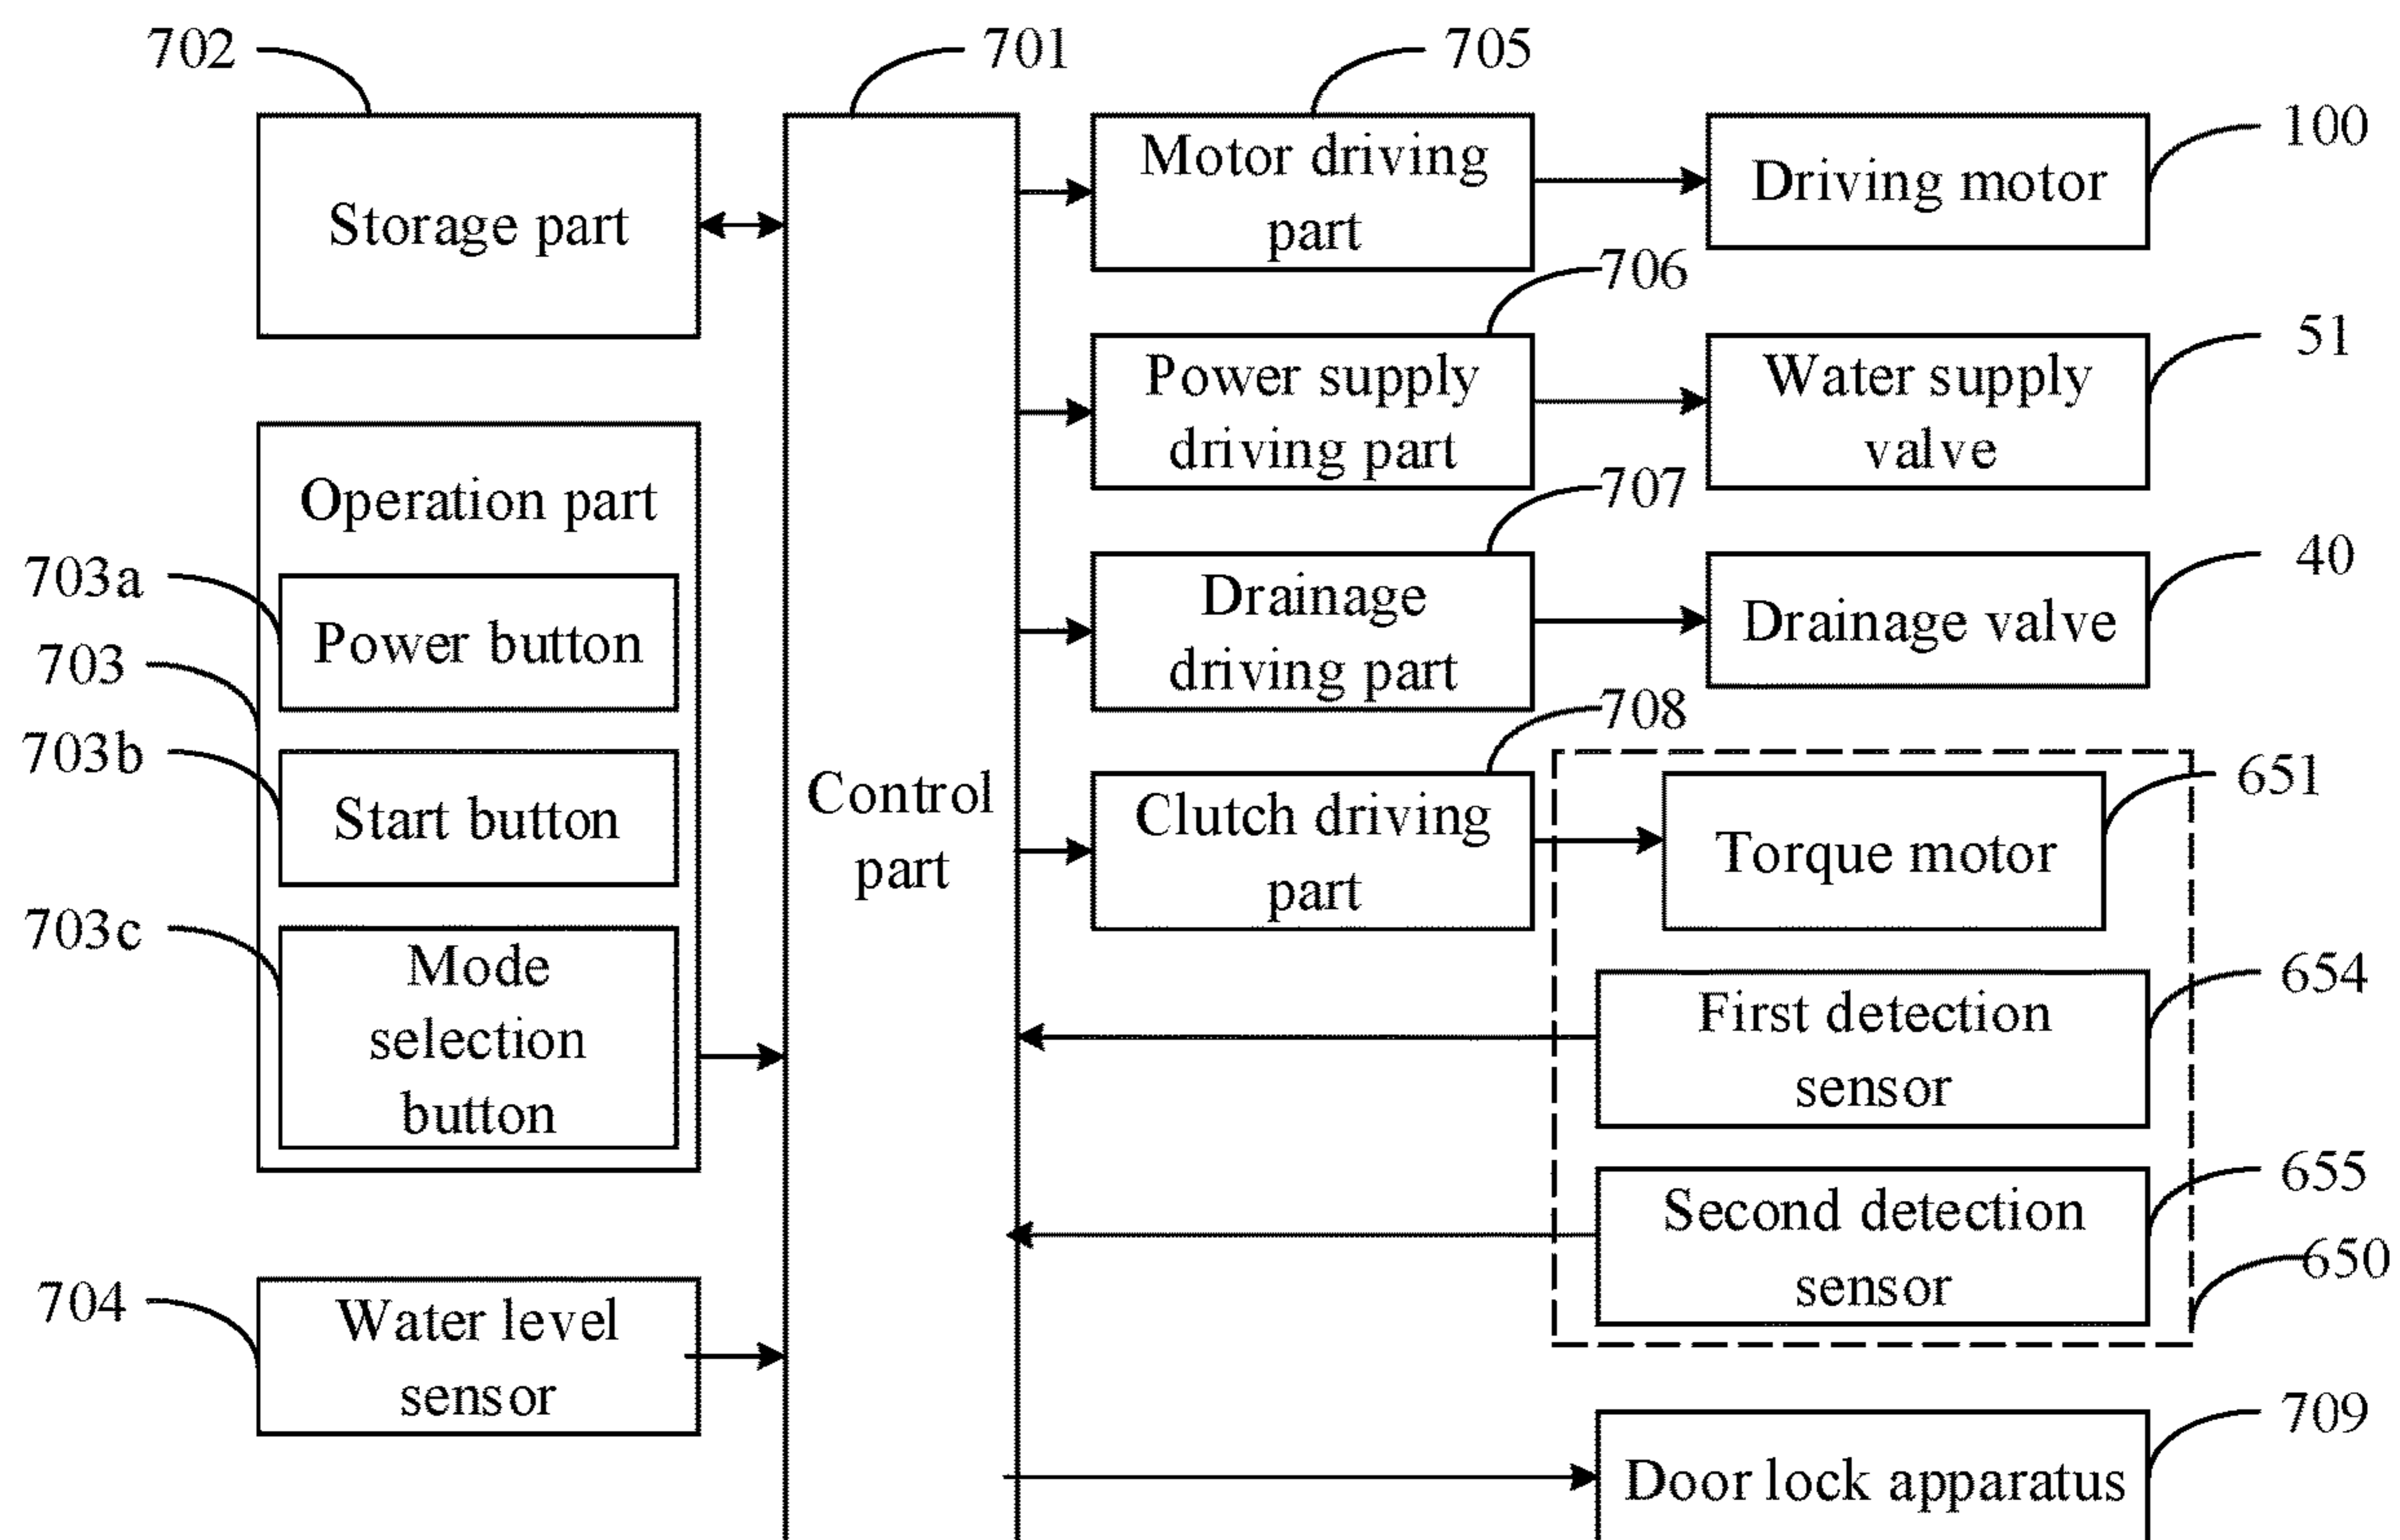 702
701
705
Storage part
Motor driving
part
Driving motor
100
706
Power supply
driving part
Water supply
valve
51
707
Operation part
703a
Power button
703
703b
Start button
703c
Mode
selection
button
704
Water level
sensor
Control
part
Drainage
driving part
Drainage valve
40
708
Clutch driving
part
Torque motor
651
First detection
sensor
654
Second detection
sensor
655
650
Door lock apparatus
709